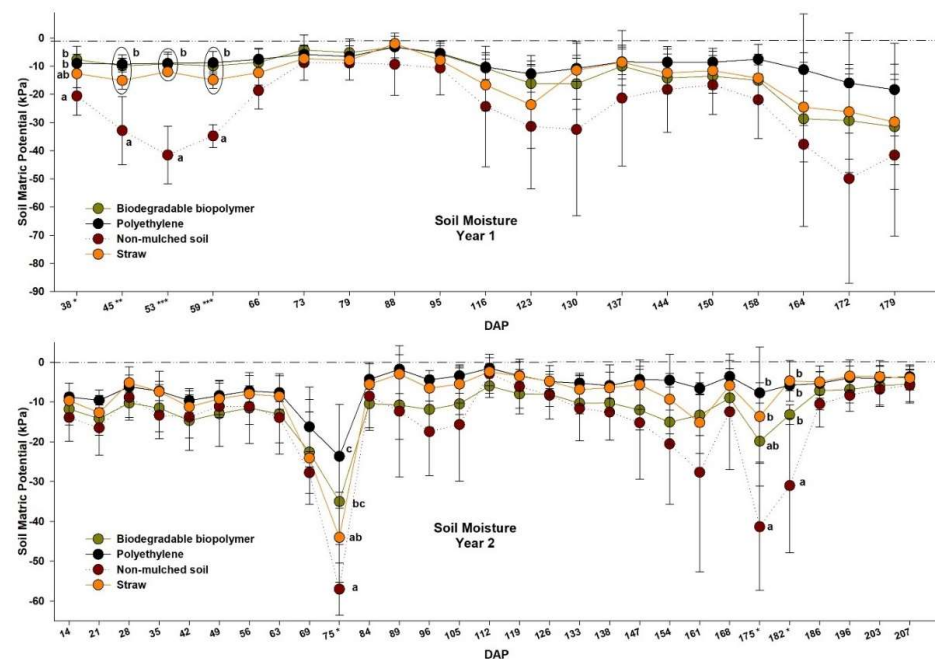 10
0
-10
-20
-30
-40
-50
-60
-70
-80
-90
Soil Matric Potential (kPa)
b
b
ab
a
b
a
b
a
b
a
Biodegradable biopolymer
Polyethylene
Non-mulched soil
Straw
Soil Moisture
Year 1
38 * 45 ** 53 *** 59 *** 66 73 79 88 95 116 123 130 137 144 150 158 164 172 179
DAP
0
-10
-20
-30
-40
-50
-60
Soil Matric Potential (KPa)
c
bc
ab
a
b
b
ab
a
b
b
b
a
Biodegradable biopolymer
Polyethylene
Non-mulched soil
Straw
Soil Moisture
Year 2
14 21 28 35 42 49 56 63 69 75 * 84 89 96 105 112 119 126 133 138 147 154 161 168 175 * 182 * 186 196 203 207
DAP